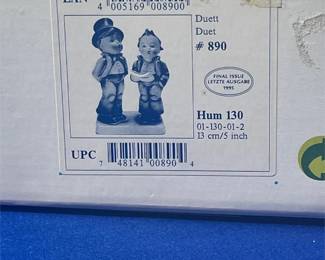 EAN
4 005169 008900
Duett
Duet
# 890
FINAL ISSUE
LETZTE AUSGABE
1995
Hum 130
01-130-01-2
13 cm/5 inch
UPC
7 48141 00890 4